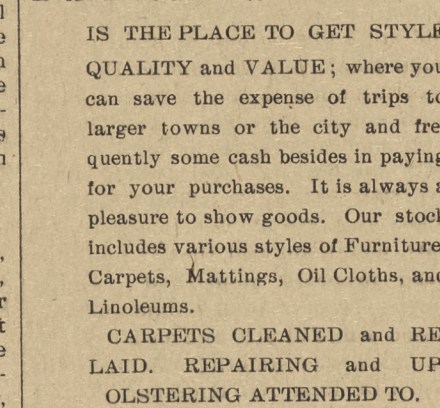 IS THE PLACE TO GET STYLE
QUALITY and VALUE; where you
can save the expense of trips to
larger towns or the city and fre
quently some cash besides in paying
for your purchases. It is always a
pleasure to show goods. Our stock
includes various styles of Furniture
Carpets, Mattings, Oil Cloths, and
Linoleums.
CARPETS CLEANED and RE
LAID. REPAIRING and UP
OLSTERING ATTENDED TO.